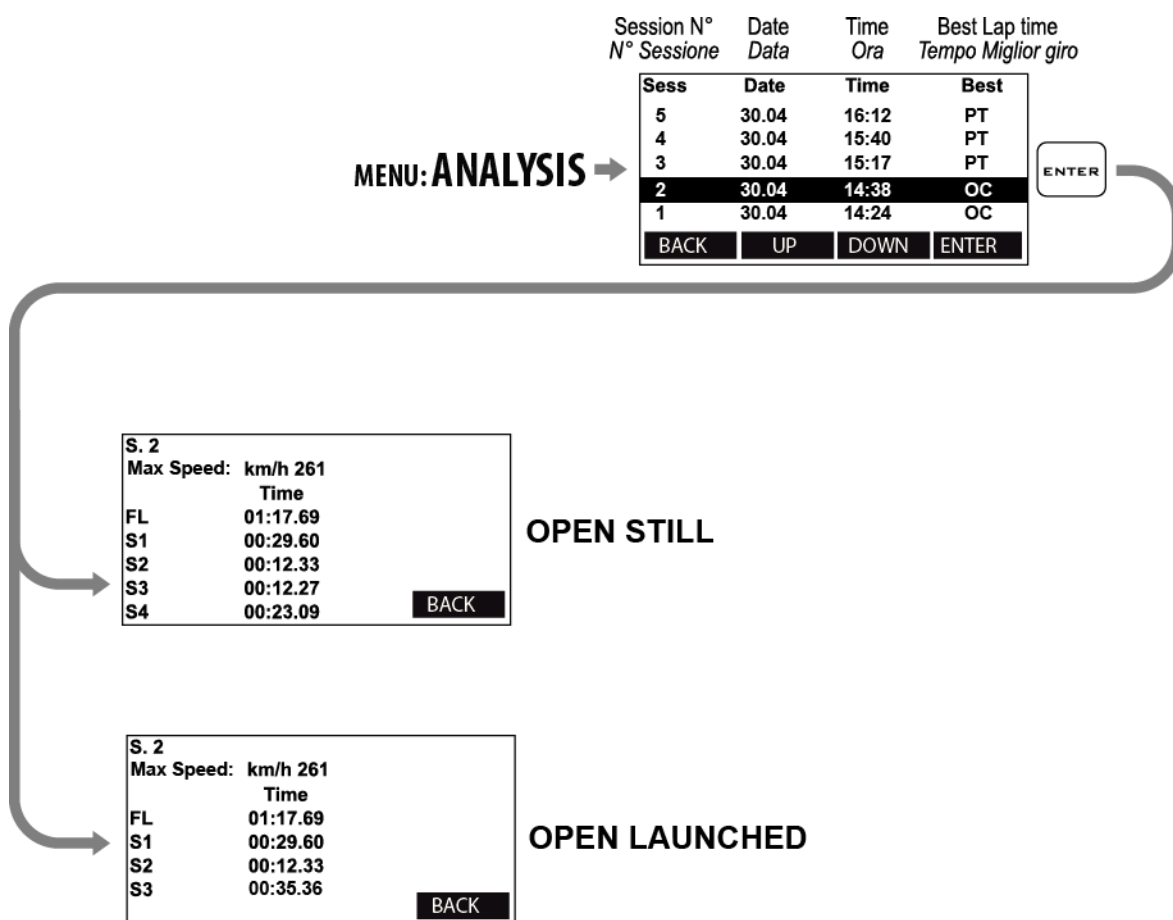 Session N° Date Time Best Lap time
N° Sessione Data Ora Tempo Miglior giro
Sess Date Time Best
5 30.04 16:12 PT
4 30.04 15:40 PT
3 30.04 15:17 PT
2 30.04 14:38 OC
1 30.04 14:24 OC
BACK UP DOWN ENTER
MENU: ANALYSIS
ENTER
S. 2
Max Speed: km/h 261
Time
FL 01:17.69
S1 00:29.60
S2 00:12.33
S3 00:12.27
S4 00:23.09
BACK
OPEN STILL
S. 2
Max Speed: km/h 261
Time
FL 01:17.69
S1 00:29.60
S2 00:12.33
S3 00:35.36
BACK
OPEN LAUNCHED